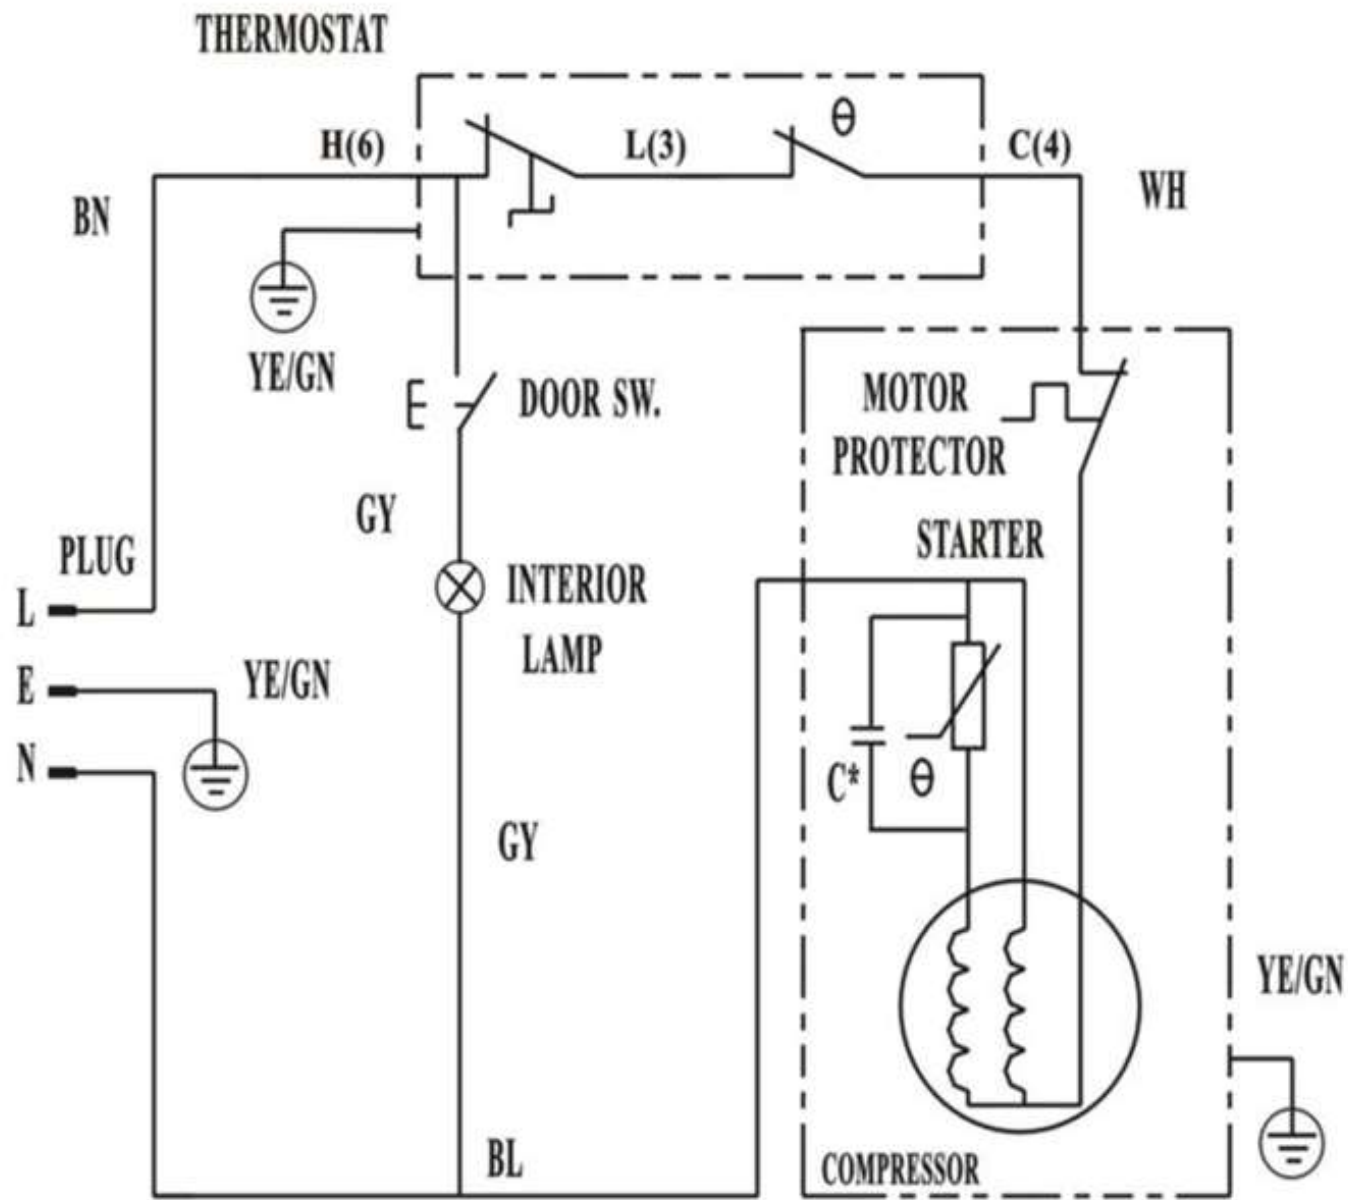 THERMOSTAT
θ
H(6)
L(3)
C(4)
WH
BN
YE/GN
DOOR SW.
MOTOR
PROTECTOR
GY
STARTER
PLUG
L
INTERIOR
LAMP
E
YE/GN
N
C*
θ
GY
YE/GN
BL
COMPRESSOR